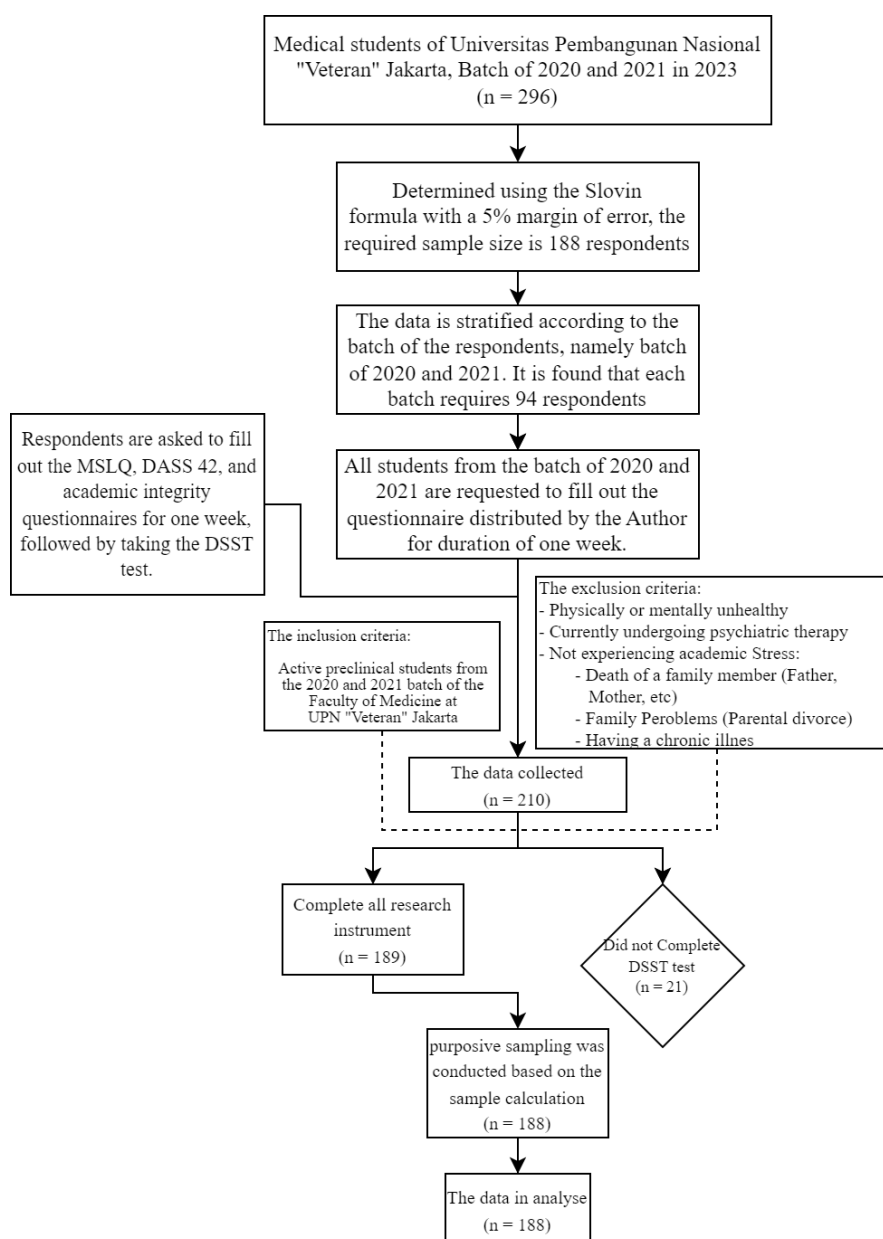 Medical students of Universitas Pembangunan Nasional
"Veteran" Jakarta, Batch of 2020 and 2021 in 2023
(n = 296)
Determined using the Slovin
formula with a 5% margin of error, the
required sample size is 188 respondents
The data is stratified according to the
batch of the respondents, namely batch
of 2020 and 2021. It is found that each
batch requires 94 respondents
Respondents are asked to fill
out the MSLQ, DASS 42, and
academic integrity
questionnaires for one week,
followed by taking the DSST
test.
All students from the batch of 2020 and
2021 are requested to fill out the
questionnaire distributed by the Author
for duration of one week.
The inclusion criteria:
Active preclinical students from
the 2020 and 2021 batch of the
Faculty of Medicine at
UPN "Veteran" Jakarta
The exclusion criteria:
- Physically or mentally unhealthy
- Currently undergoing psychiatric therapy
- Not experiencing academic Stress:
- Death of a family member (Father,
Mother, etc)
- Family Peroblems (Parental divorce)
- Having a chronic illnes
The data collected
(n = 210)
Complete all research
instrument
(n = 189)
Did not Complete
DSST test
(n = 21)
purposive sampling was
conducted based on the
sample calculation
(n = 188)
The data in analyse
(n = 188)